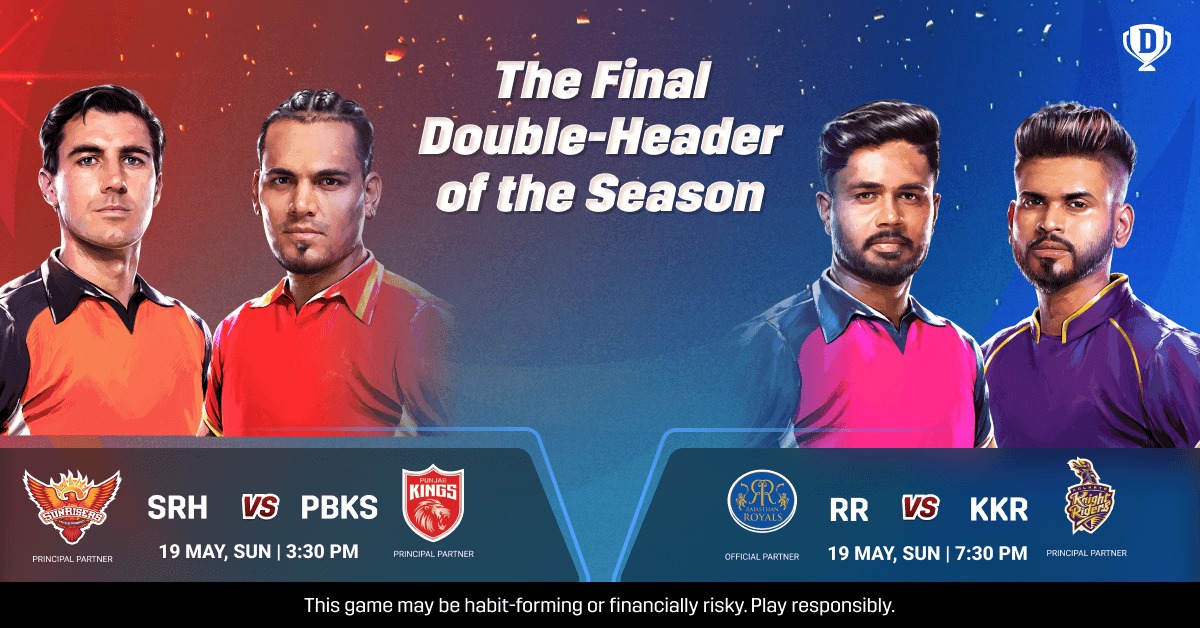 D
The Final
Double-Header
of the Season
SUNRISERS
SRH VS PBKS
PUNJAB
KINGS
19 MAY, SUN | 3:30 PM
PRINCIPAL PARTNER
PRINCIPAL PARTNER
RR
RAJASTHAN
ROYALS
RR VS KKR
Knight
Riders
19 MAY, SUN | 7:30 PM
OFFICIAL PARTNER
PRINCIPAL PARTNER
This game may be habit-forming or financially risky. Play responsibly.